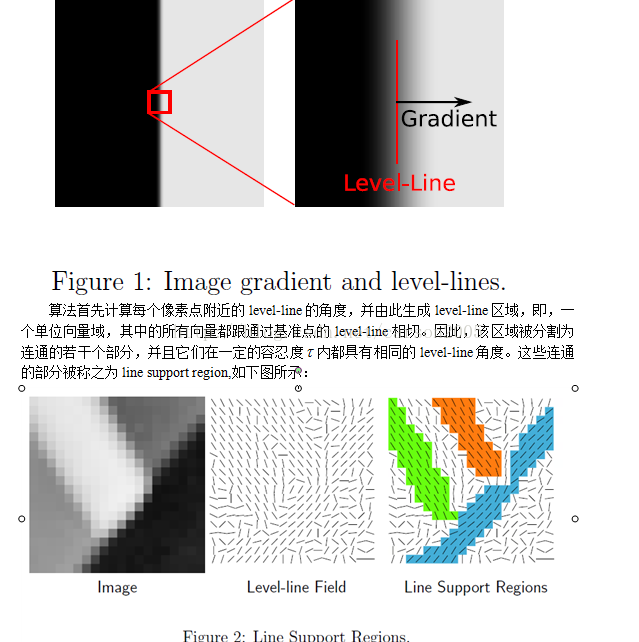 Gradient
Level-Line
Figure 1: Image gradient and level-lines.
算法首先计算每个像素点附近的 level-line 的角度，并由此生成 level-line 区域，即，一
个单位向量域，其中的所有向量都跟通过基准点的 level-line 相切。因此，该区域被分割为
连通的若干个部分，并且它们在一定的容忍度 τ 内都具有相同的 level-line 角度。这些连通
的部分被称之为 line support region,如下图所示:
Image
Level-line Field
Line Support Regions
Figure 2: Line Support Regions.